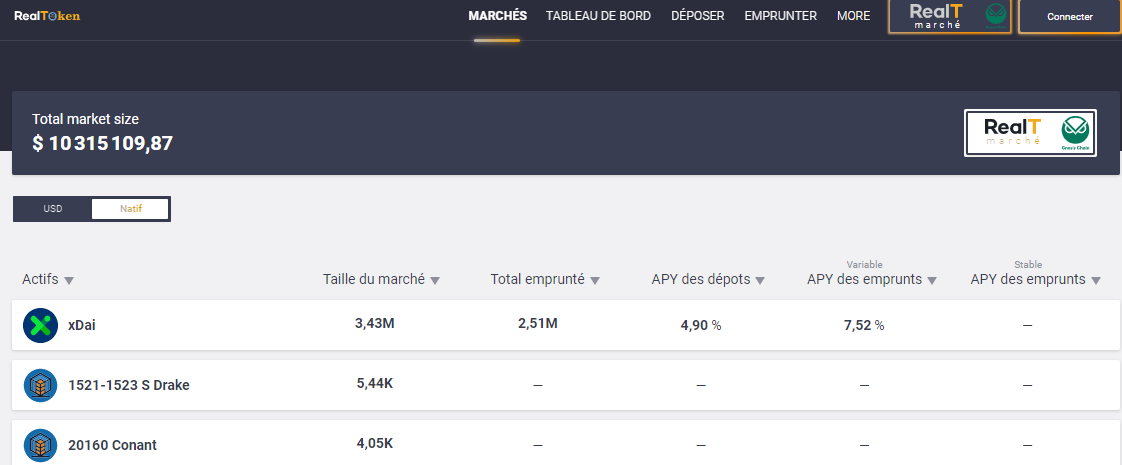 RealToken
MARCHÉS TABLEAU DE BORD DÉPOSER EMPRUNTER MORE
RealT
marché
Connecter
Total market size
$ 10 315 109,87
RealT
marché
Gnosis Chain
USD Natif
Variable Stable
Actifs Taille du marché Total emprunté APY des dépots APY des emprunts APY des emprunts
xDai 3,43M 2,51M 4,90 % 7,52 % —
1521-1523 S Drake 5,44K — — — —
20160 Conant 4,05K — — — —